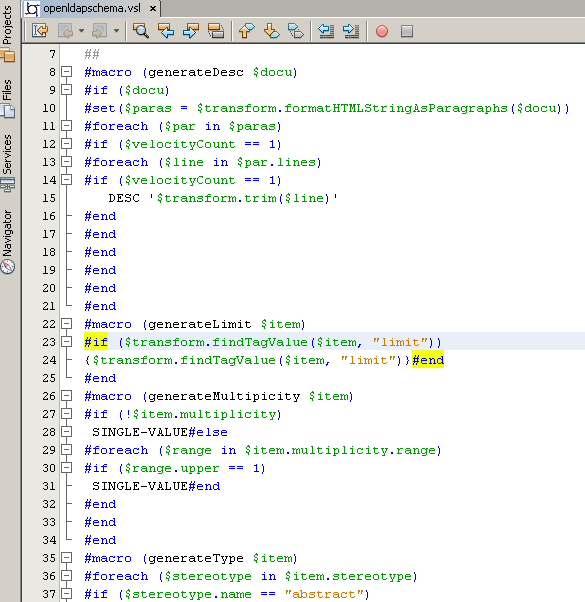 openldapschema.vsl
Projects
Files
Services
Navigator
7 ##
8 #macro (generateDesc $docu)
9 #if ($docu)
10 #set($paras = $transform.formatHTMLStringAsParagraphs($docu))
11 #foreach ($par in $paras)
12 #if ($velocityCount == 1)
13 #foreach ($line in $par.lines)
14 #if ($velocityCount == 1)
15 DESC '$transform.trim($line)'
16 #end
17 #end
18 #end
19 #end
20 #end
21 #end
22 #macro (generateLimit $item)
23 #if ($transform.findTagValue($item, "limit"))
24 {$transform.findTagValue($item, "limit")}#end
25 #end
26 #macro (generateMultipicity $item)
27 #if (!$item.multiplicity)
28 SINGLE-VALUE#else
29 #foreach ($range in $item.multiplicity.range)
30 #if ($range.upper == 1)
31 SINGLE-VALUE#end
32 #end
33 #end
34 #end
35 #macro (generateType $item)
36 #foreach ($stereotype in $item.stereotype)
37 #if ($stereotype.name == "abstract")